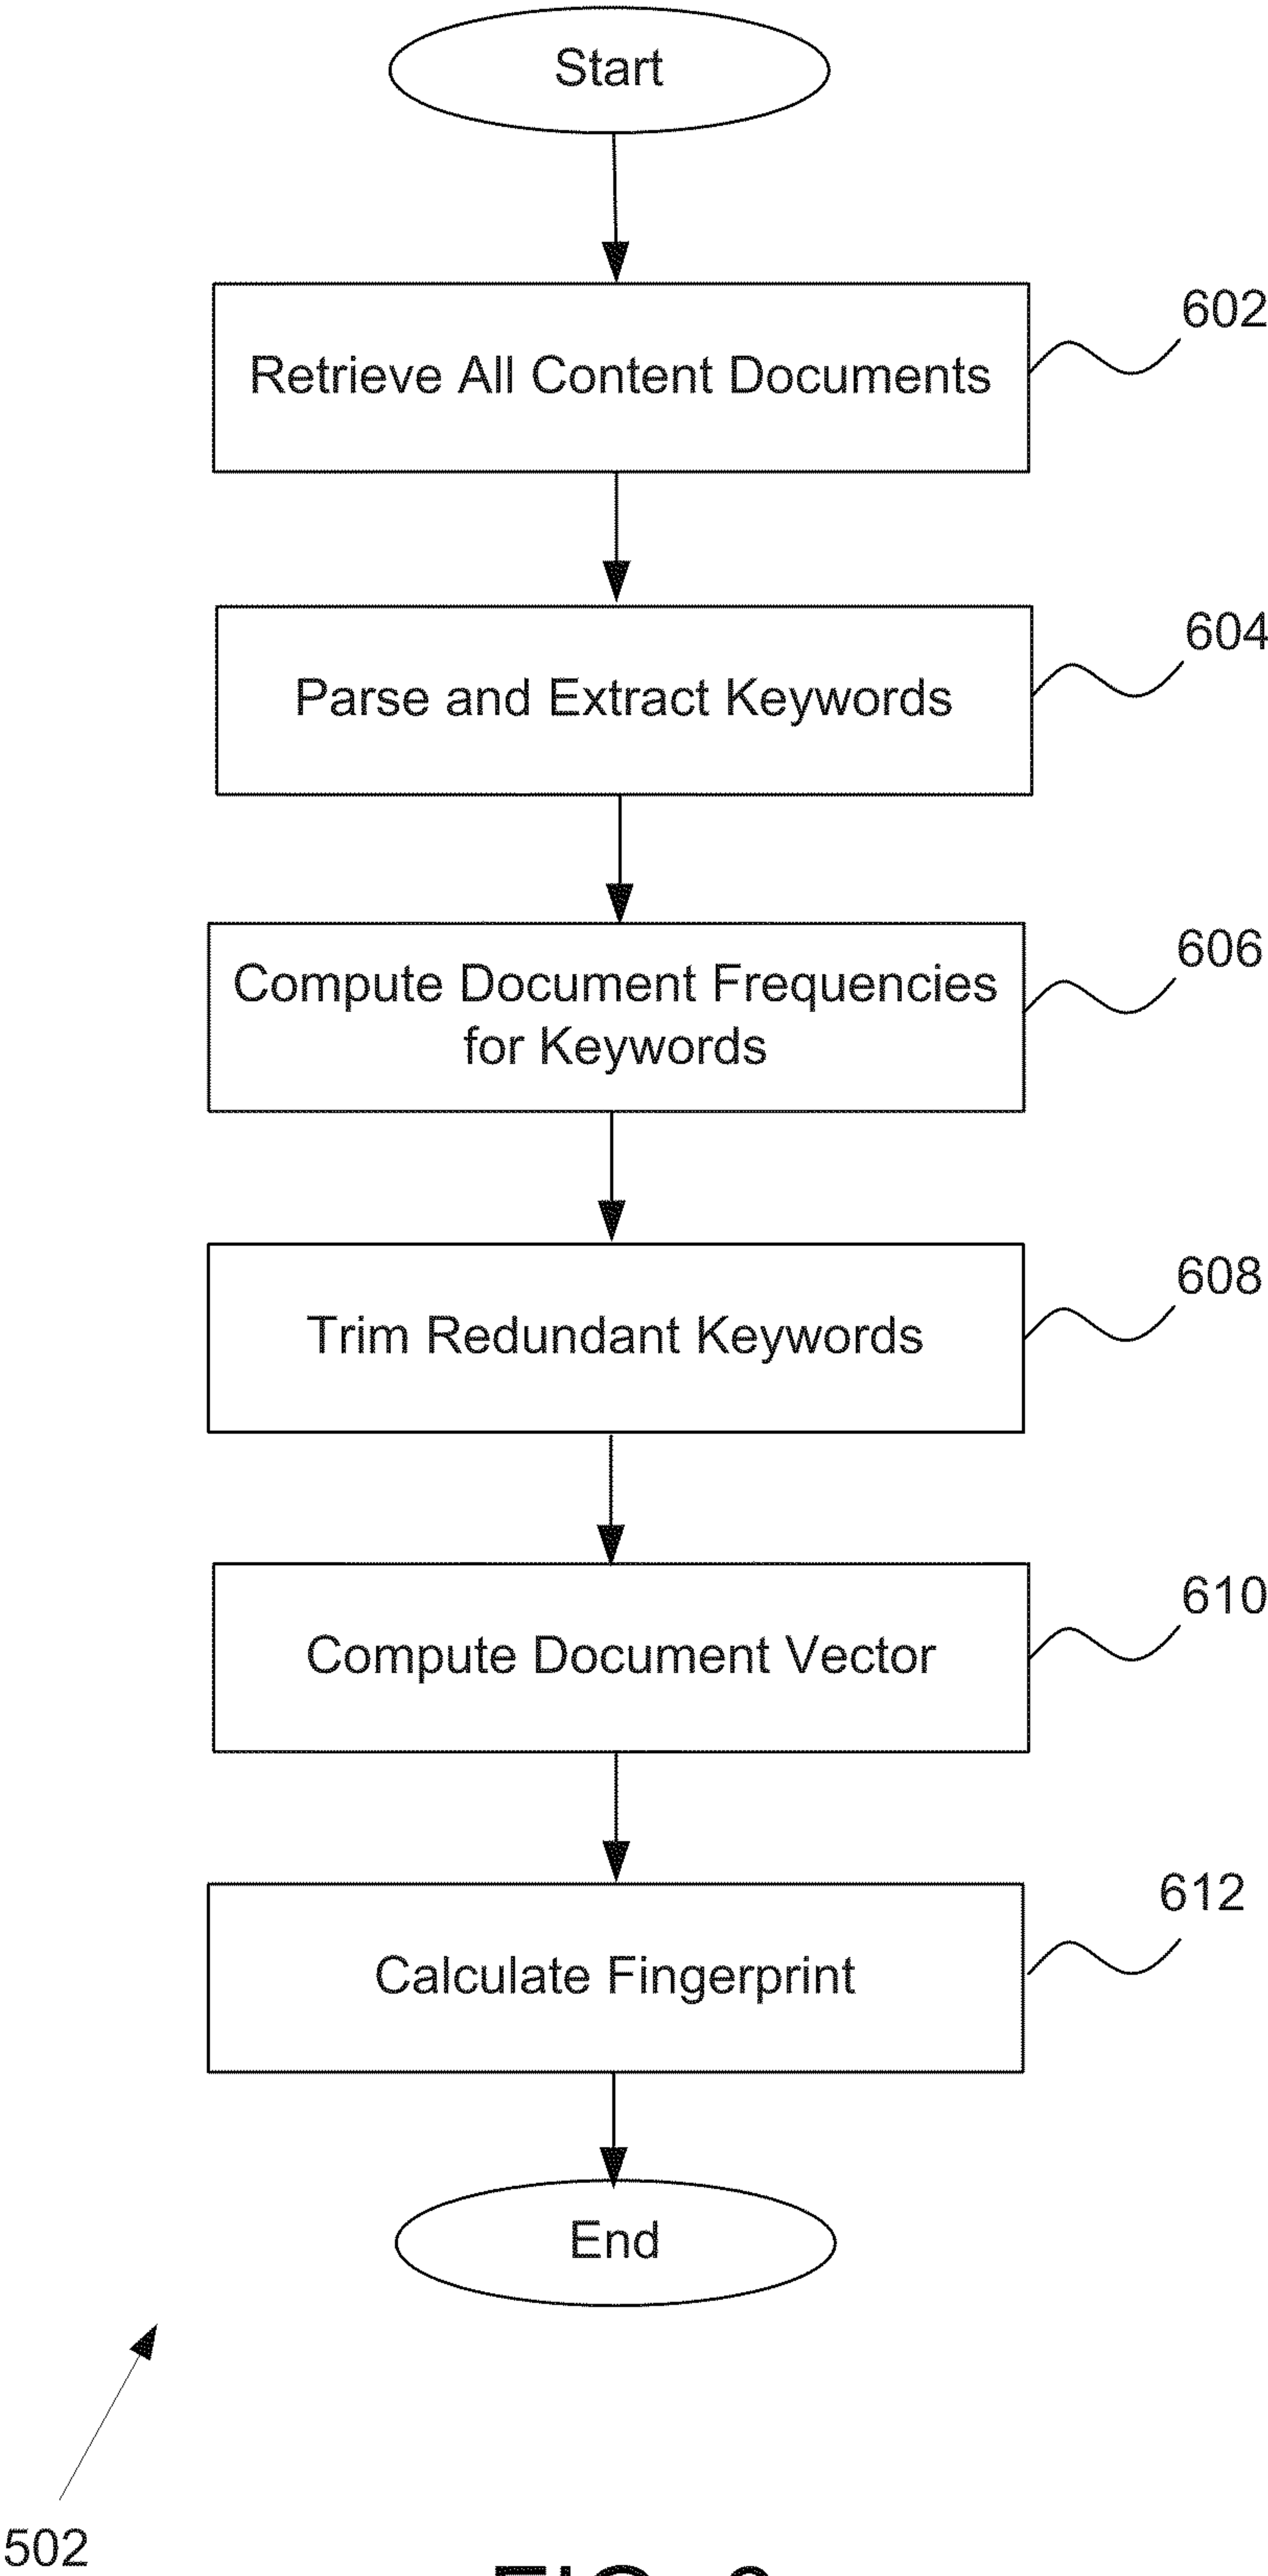 Start
Retrieve All Content Documents
602
Parse and Extract Keywords
604
Compute Document Frequencies
for Keywords
606
Trim Redundant Keywords
608
Compute Document Vector
610
Calculate Fingerprint
612
End
502